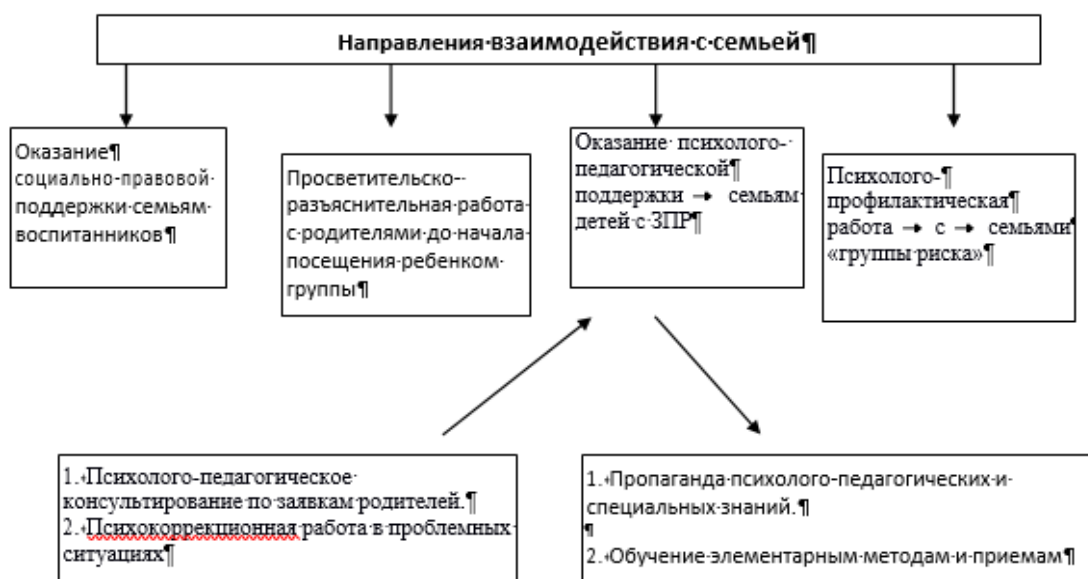 Направления взаимодействия с семьей¶
Оказание¶
социально-правовой
поддержки семьям
воспитанников¶
Просветительско-
разъяснительная работа
с родителями до начала
посещения ребенком
группы¶
Оказание психолого-
педагогической¶
поддержки → семьям
детей с ЗПР¶
Психолого-¶
профилактическая¶
работа → с → семьями¶
«группы риска»¶
1. Психолого-педагогическое
консультирование по заявкам родителей.¶
2. Психокоррекционная работа в проблемных
ситуациях¶
1. Пропаганда психолого-педагогических и
специальных знаний.¶
¶
2. Обучение элементарным методам и приемам¶